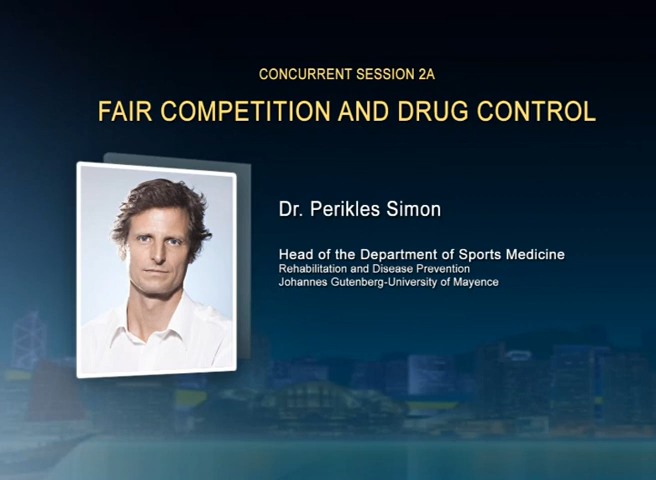 CONCURRENT SESSION 2A
FAIR COMPETITION AND DRUG CONTROL
Dr. Perikles Simon
Head of the Department of Sports Medicine
Rehabilitation and Disease Prevention
Johannes Gutenberg-University of Mayence